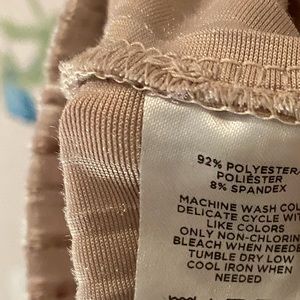 92% POLYESTER/
POLIÉSTER
8% SPANDEX
MACHINE WASH COL
DELICATE CYCLE WIT
LIKE COLORS
ONLY NON-CHLORIN
BLEACH WHEN NEEDE
TUMBLE DRY LOW
COOL IRON WHEN
NEEDED